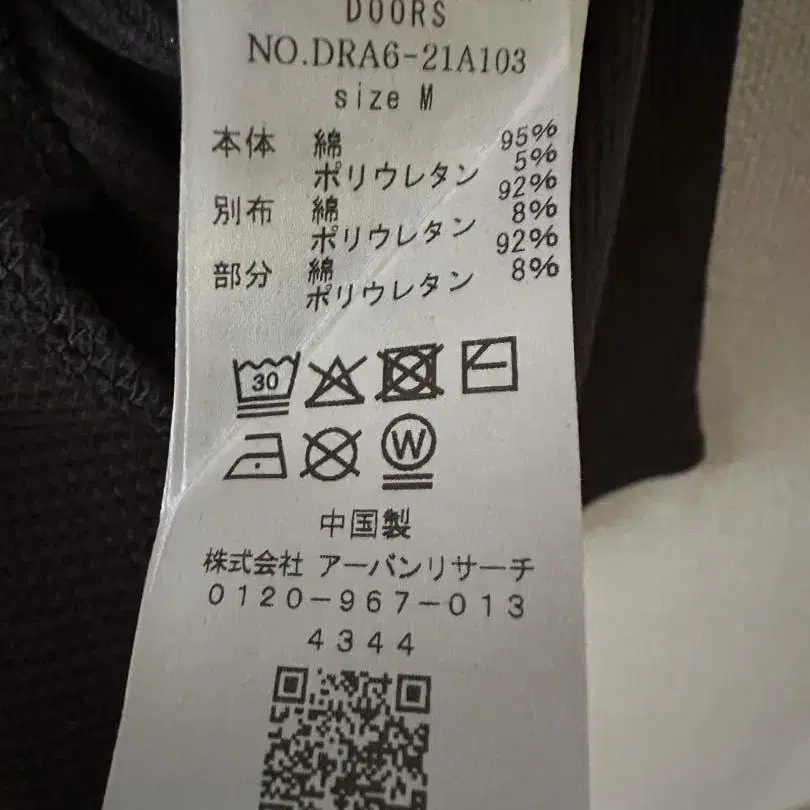 DOORS
NO.DRA6-21A103
size M
本体 綿 95%
ポリウレタン 5%
別布 綿 92%
ポリウレタン 8%
部分 綿 92%
ポリウレタン 8%
30
W
中国製
株式会社 アーバンリサーチ
0120-967-013
4344